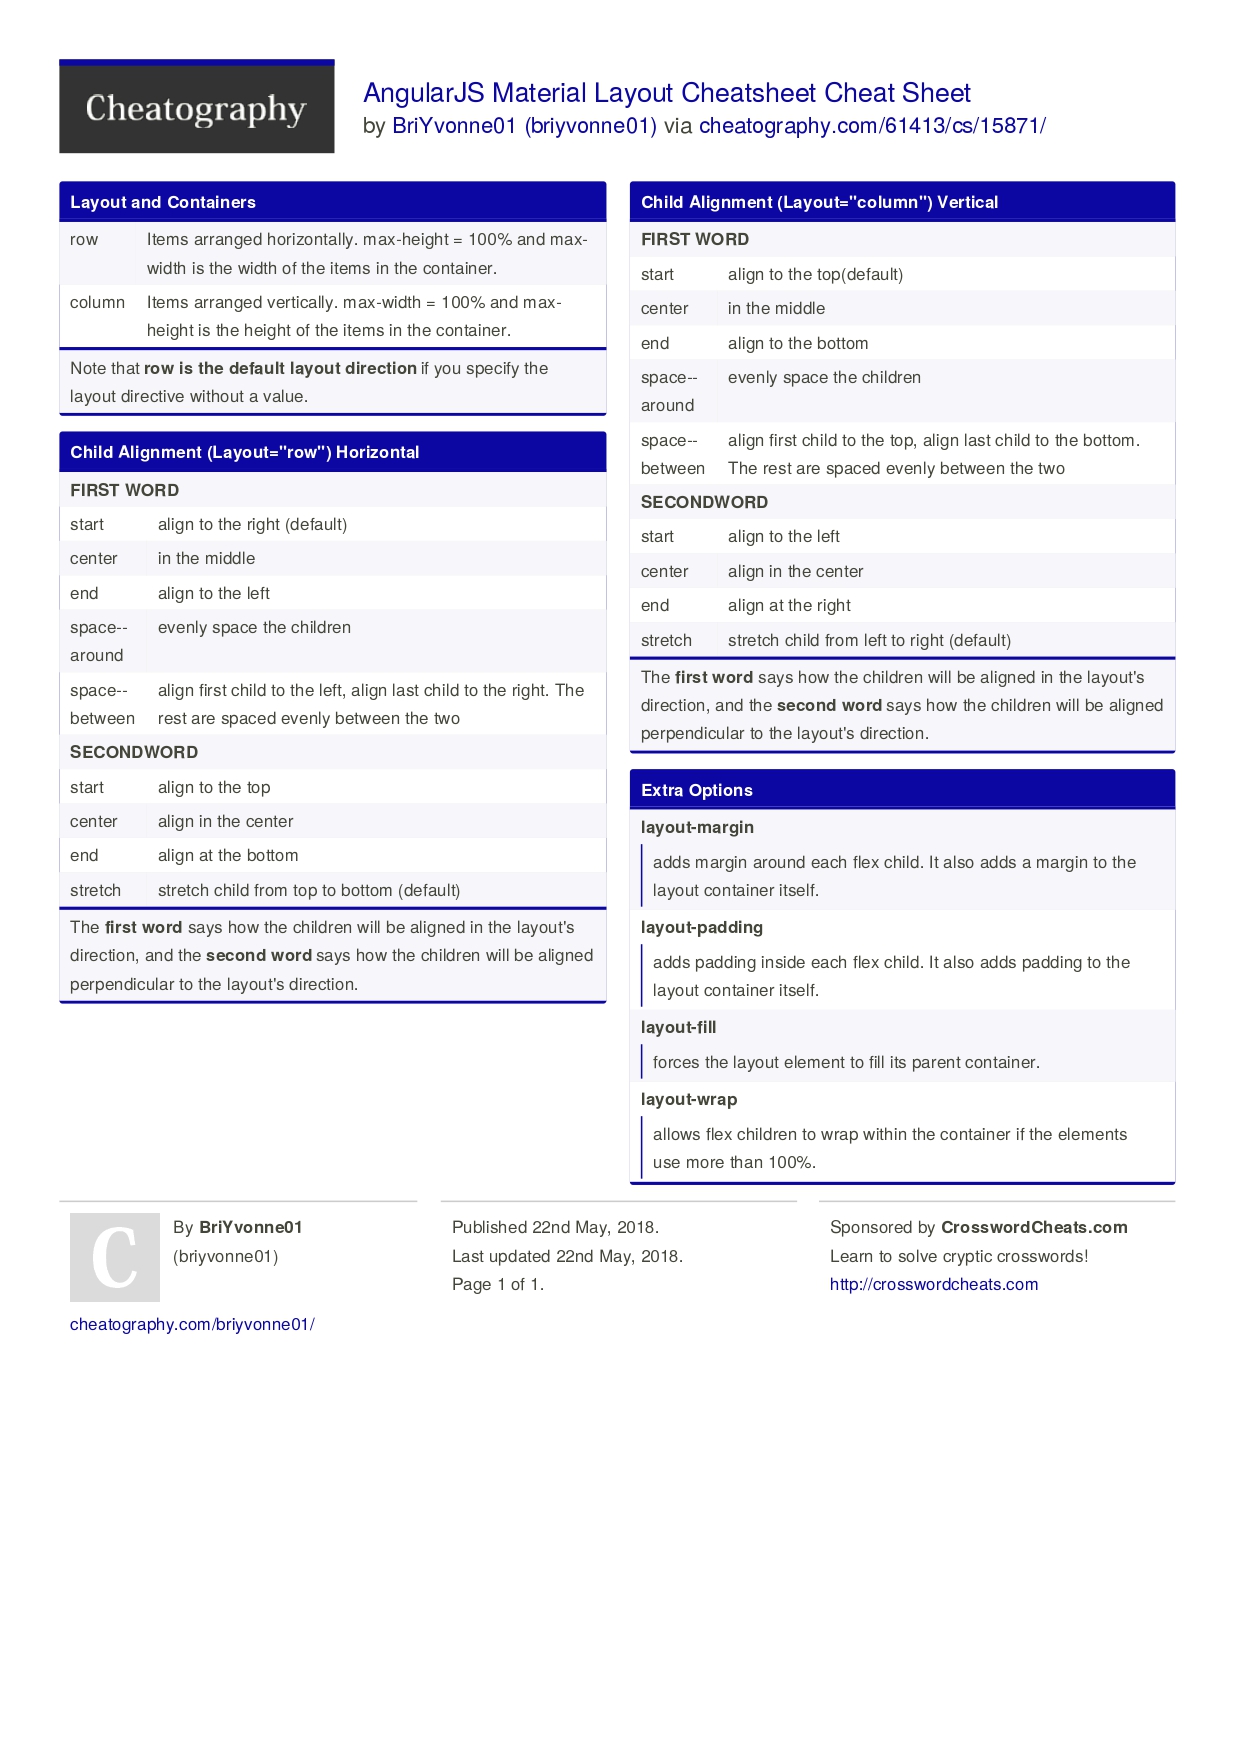 Cheatography
AngularJS Material Layout Cheatsheet Cheat Sheet
by BriYvonne01 (briyvonne01) via cheatography.com/61413/cs/15871/
Layout and Containers
row Items arranged horizontally. max-height = 100% and max-
width is the width of the items in the container.
column Items arranged vertically. max-width = 100% and max-
height is the height of the items in the container.
Note that row is the default layout direction if you specify the
layout directive without a value.
Child Alignment (Layout="row") Horizontal
FIRST WORD
start align to the right (default)
center in the middle
end align to the left
space-- evenly space the children
around
space-- align first child to the left, align last child to the right. The
between rest are spaced evenly between the two
SECONDWORD
start align to the top
center align in the center
end align at the bottom
stretch stretch child from top to bottom (default)
The first word says how the children will be aligned in the layout's
direction, and the second word says how the children will be aligned
perpendicular to the layout's direction.
Child Alignment (Layout="column") Vertical
FIRST WORD
start align to the top(default)
center in the middle
end align to the bottom
space-- evenly space the children
around
space-- align first child to the top, align last child to the bottom.
between The rest are spaced evenly between the two
SECONDWORD
start align to the left
center align in the center
end align at the right
stretch stretch child from left to right (default)
The first word says how the children will be aligned in the layout's
direction, and the second word says how the children will be aligned
perpendicular to the layout's direction.
Extra Options
layout-margin
adds margin around each flex child. It also adds a margin to the
layout container itself.
layout-padding
adds padding inside each flex child. It also adds padding to the
layout container itself.
layout-fill
forces the layout element to fill its parent container.
layout-wrap
allows flex children to wrap within the container if the elements
use more than 100%.
C
By BriYvonne01
(briyvonne01)
cheatography.com/briyvonne01/
Published 22nd May, 2018.
Last updated 22nd May, 2018.
Page 1 of 1.
Sponsored by CrosswordCheats.com
Learn to solve cryptic crosswords!
http://crosswordcheats.com